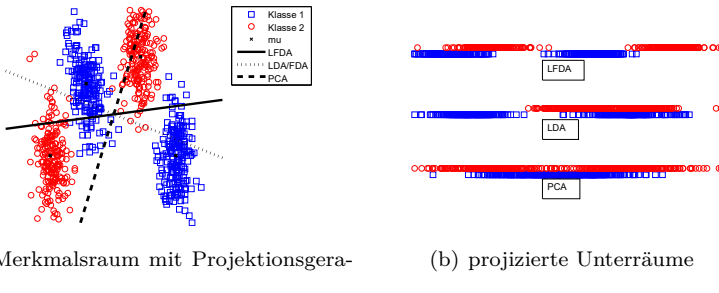 Klasse 1
Klasse 2
mu
LFDA
LDA/FDA
PCA
LFDA
LDA
PCA
Merkmalsraum mit Projektionsgera-
(b) projizierte Unterräume